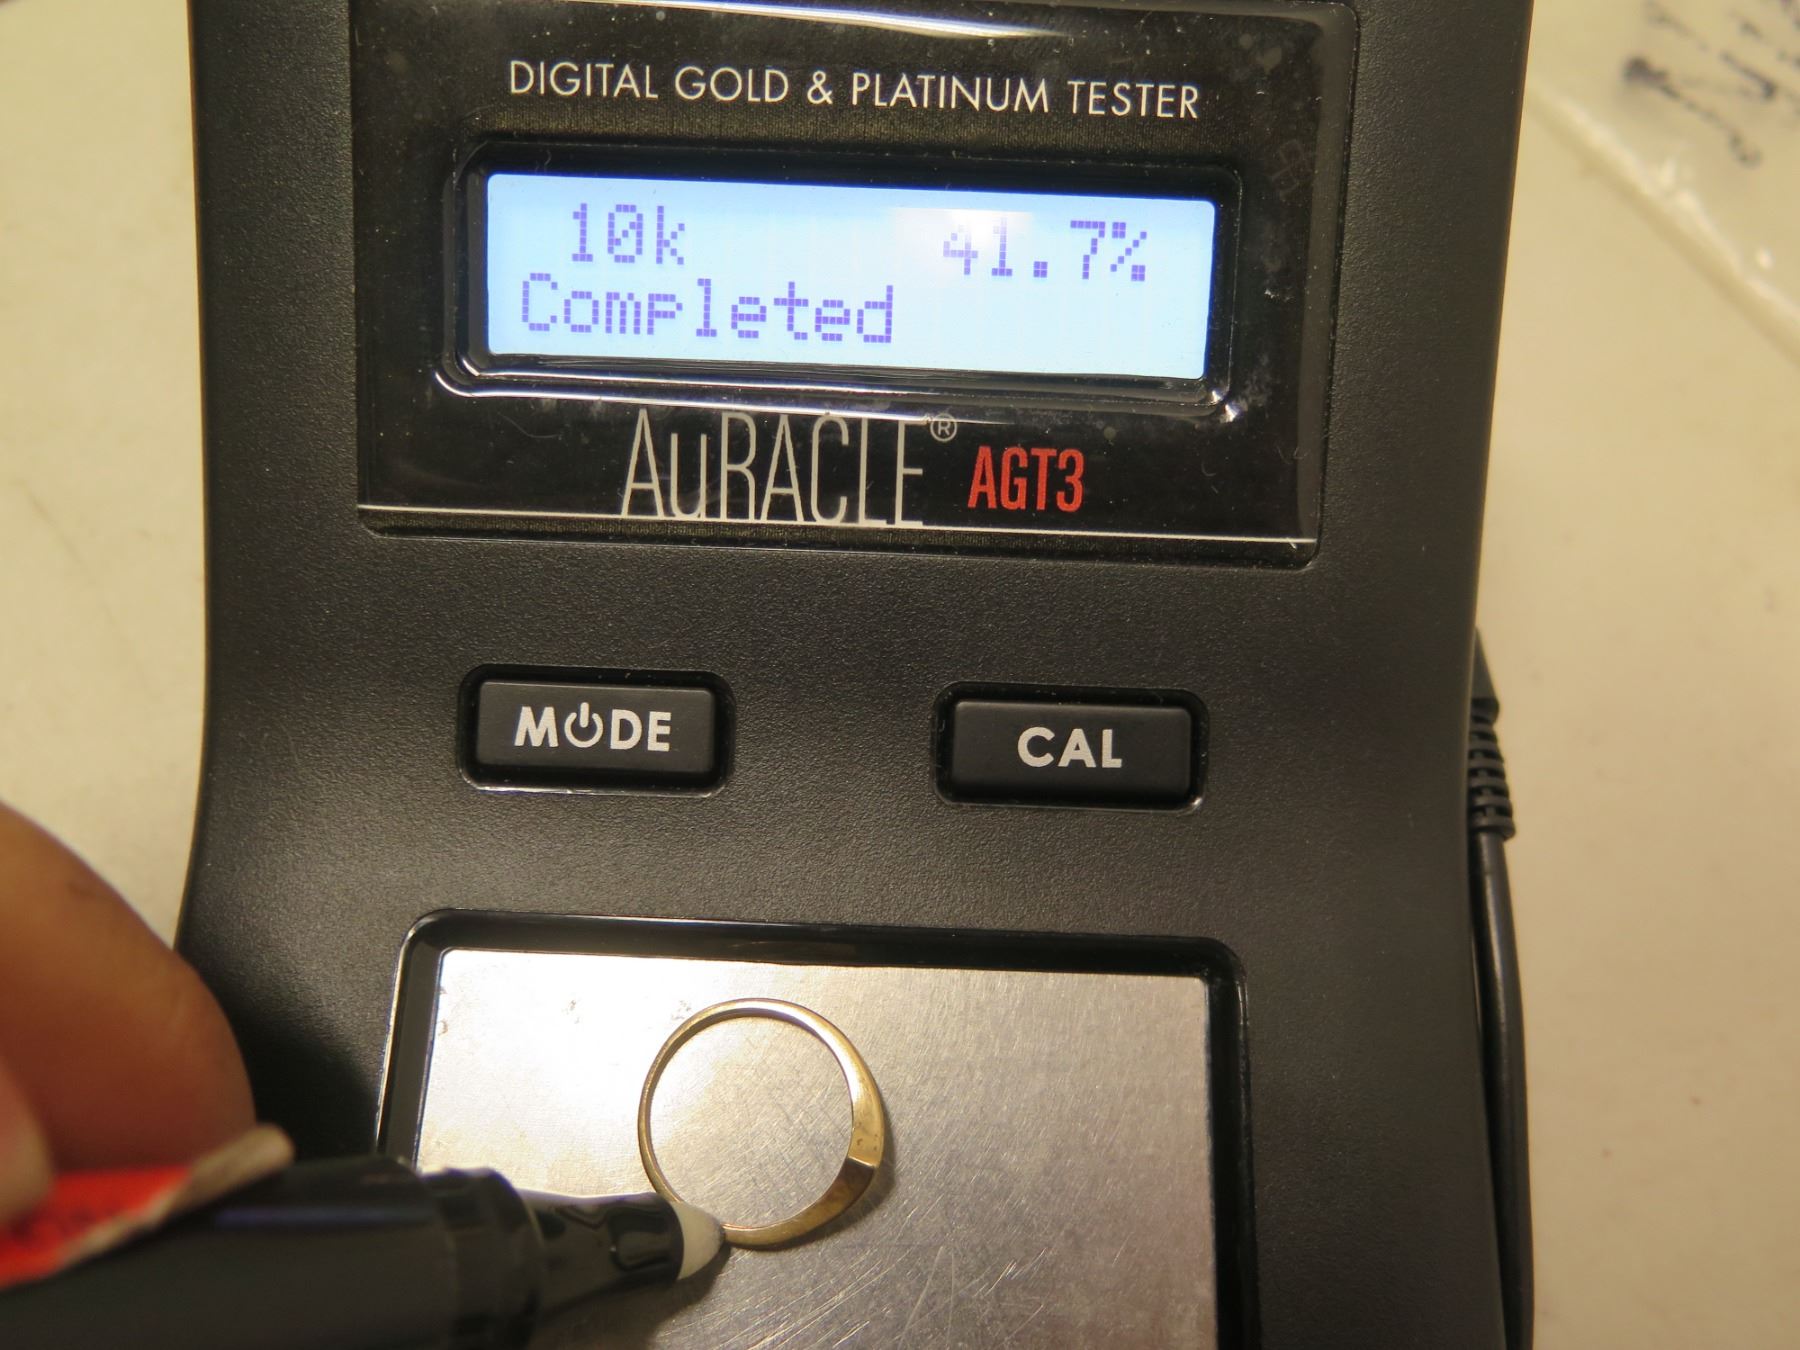 DIGITAL GOLD & PLATINUM TESTER
10k 41.7%
Completed
AuRACLE® AGT3
MODE CAL